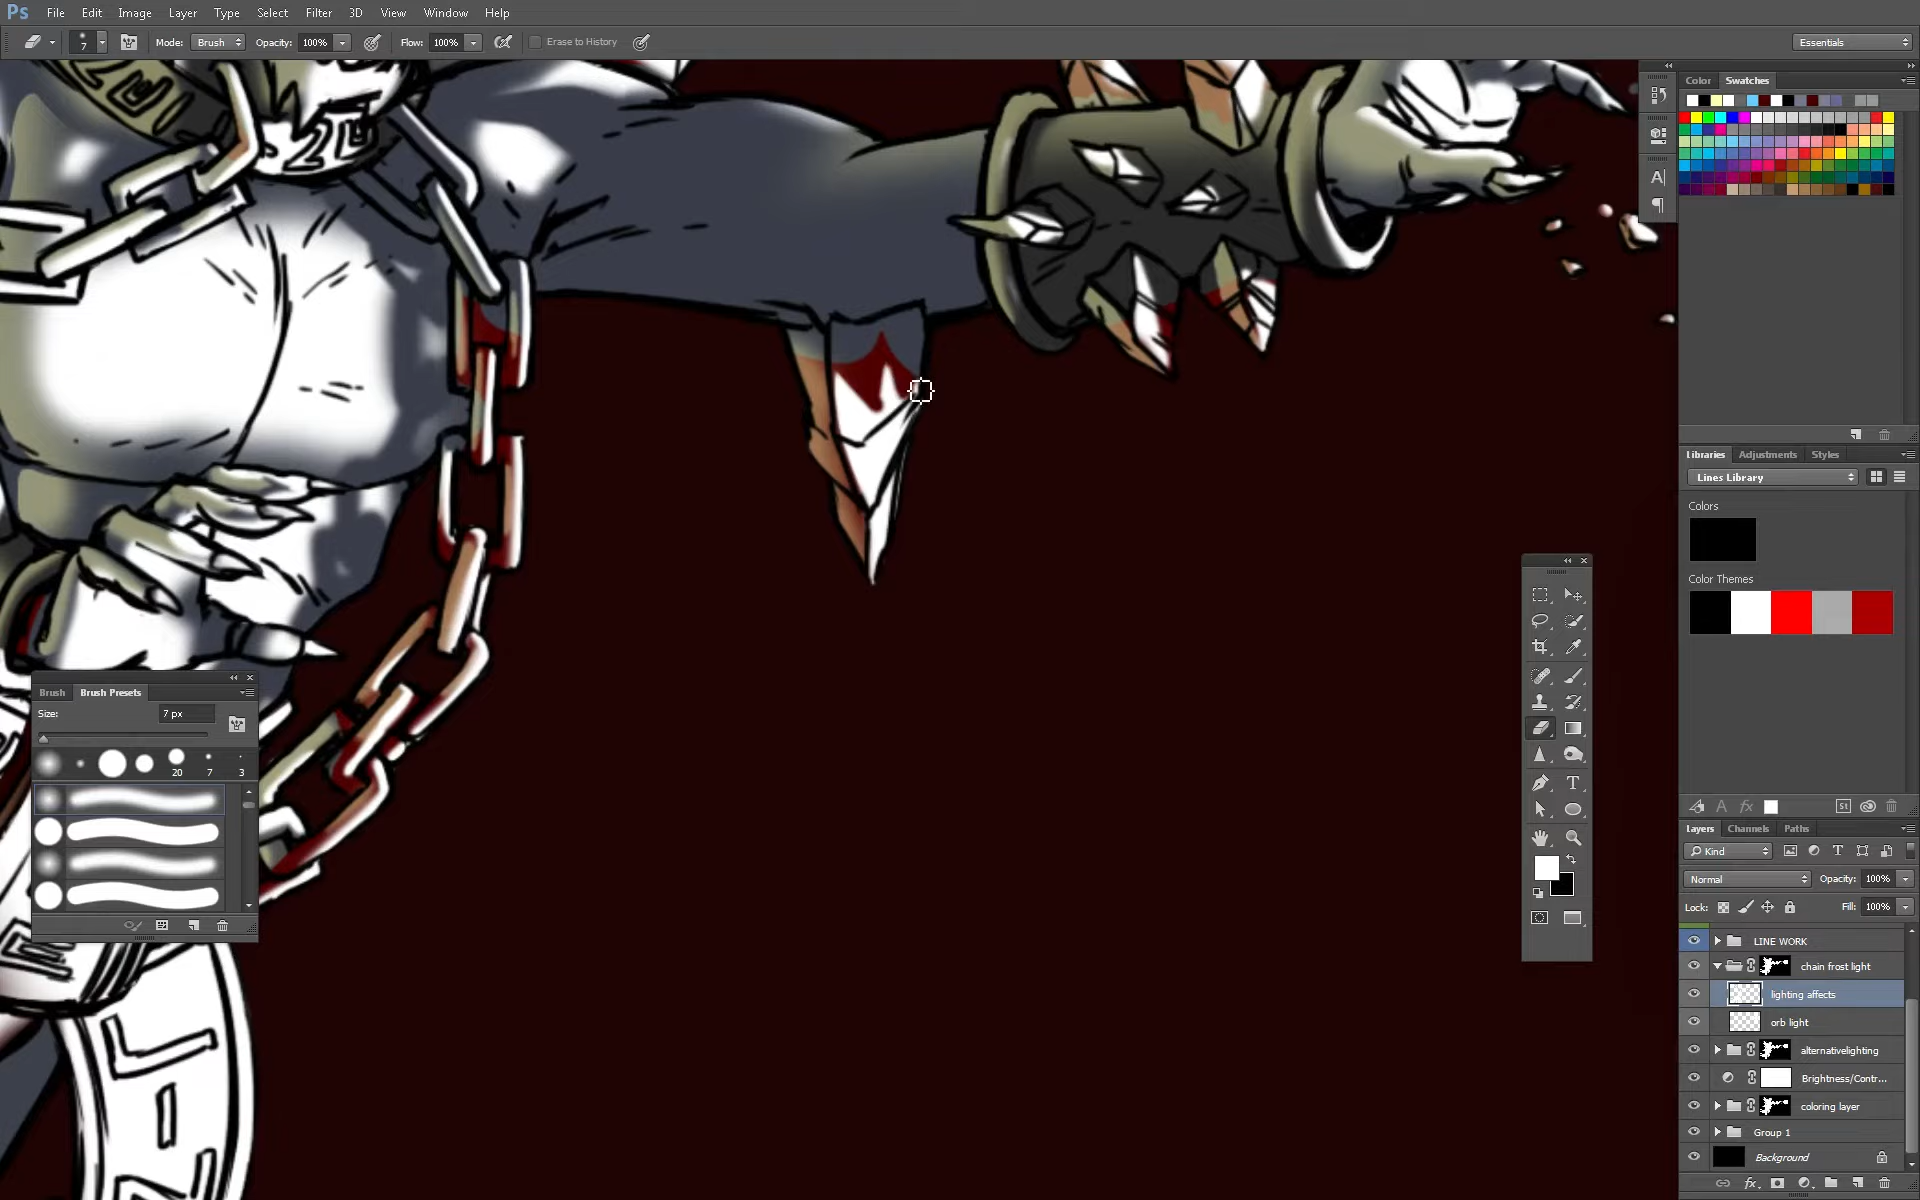 Ps File Edit Image Layer Type Select Filter 3D View Window Help
7 Mode: Brush Opacity: 100% Flow: 100% Erase to History Essentials
Color Swatches
Libraries Adjustments Styles
Lines Library
Colors
Color Themes
Brush Brush Presets
Size: 7 px
20 7 3
Layers Channels Paths
Kind
Normal Opacity: 100%
Lock: Fill: 100%
LINE WORK
chain frost light
lighting affects
orb light
alternativelighting
Brightness/Contr...
coloring layer
Group 1
Background